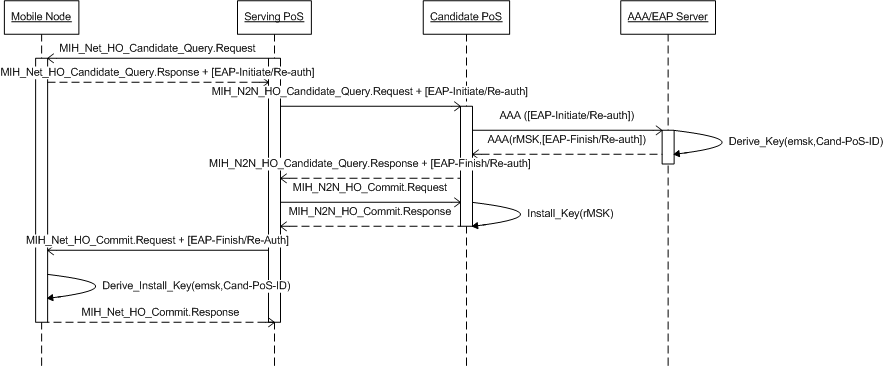 Mobile Node
Serving PoS
Candidate PoS
AAA/EAP Server
MIH_Net_HO_Candidate_Query.Request
MIH_Net_HO_Candidate_Query.Rsponse + [EAP-Initiate/Re-auth]
MIH_N2N_HO_Candidate_Query.Request + [EAP-Initiate/Re-auth]
AAA ([EAP-Initiate/Re-auth])
AAA(rMSK,[EAP-Finish/Re-auth])
Derive_Key(emsk,Cand-PoS-ID)
MIH_N2N_HO_Candidate_Query.Response + [EAP-Finish/Re-auth]
MIH_N2N_HO_Commit.Request
MIH_N2N_HO_Commit.Response
Install_Key(rMSK)
MIH_Net_HO_Commit.Request + [EAP-Finish/Re-Auth]
Derive_Install_Key(emsk,Cand-PoS-ID)
MIH_Net_HO_Commit.Response